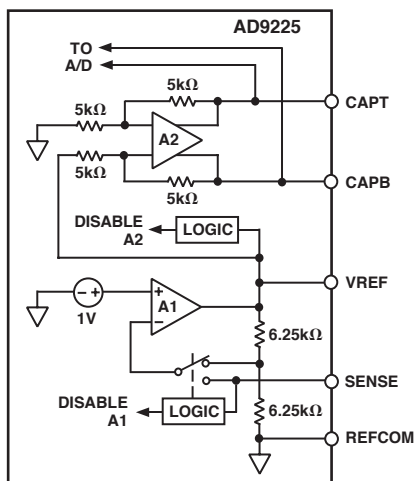 AD9225
TO
A/D
5kΩ
5kΩ
CAPT
A2
5kΩ
5kΩ
CAPB
DISABLE
A2
LOGIC
VREF
1V
− +
+
A1
−
6.25kΩ
SENSE
DISABLE
A1
LOGIC
6.25kΩ
REFCOM